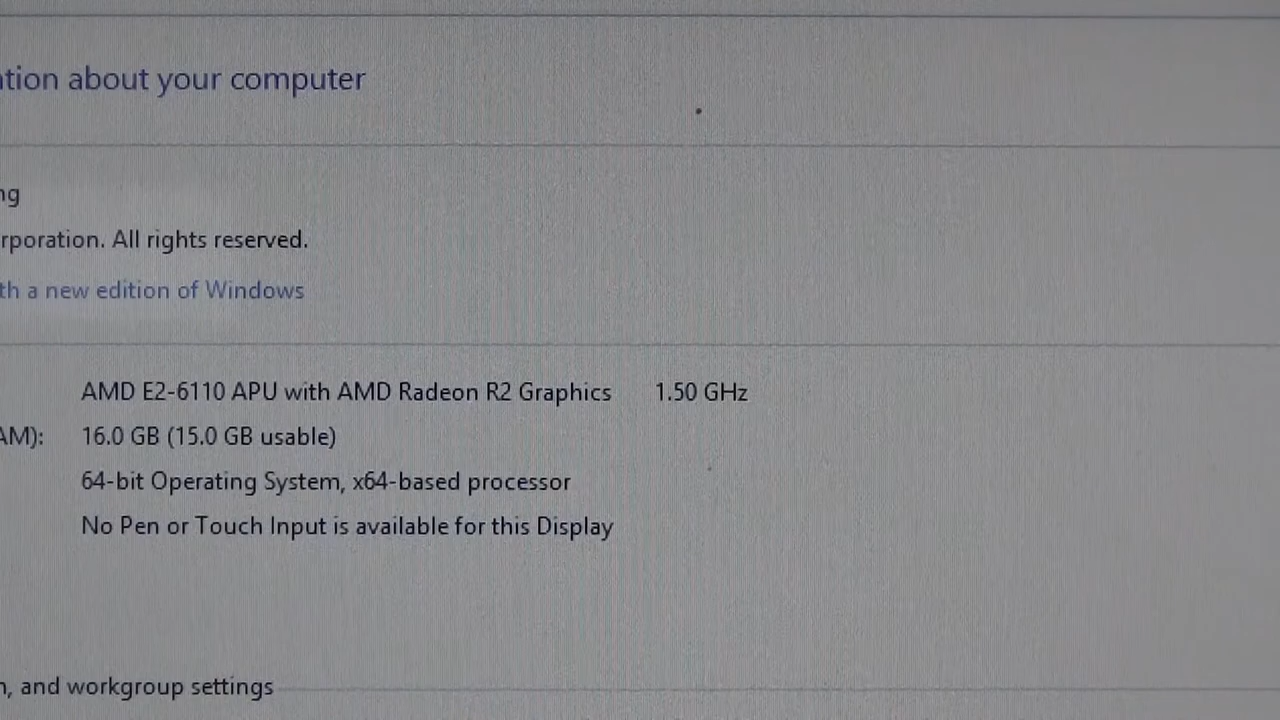 ation about your computer
ng
rporation. All rights reserved.
th a new edition of Windows
AMD E2-6110 APU with AMD Radeon R2 Graphics 1.50 GHz
AM): 16.0 GB (15.0 GB usable)
64-bit Operating System, x64-based processor
No Pen or Touch Input is available for this Display
n, and workgroup settings